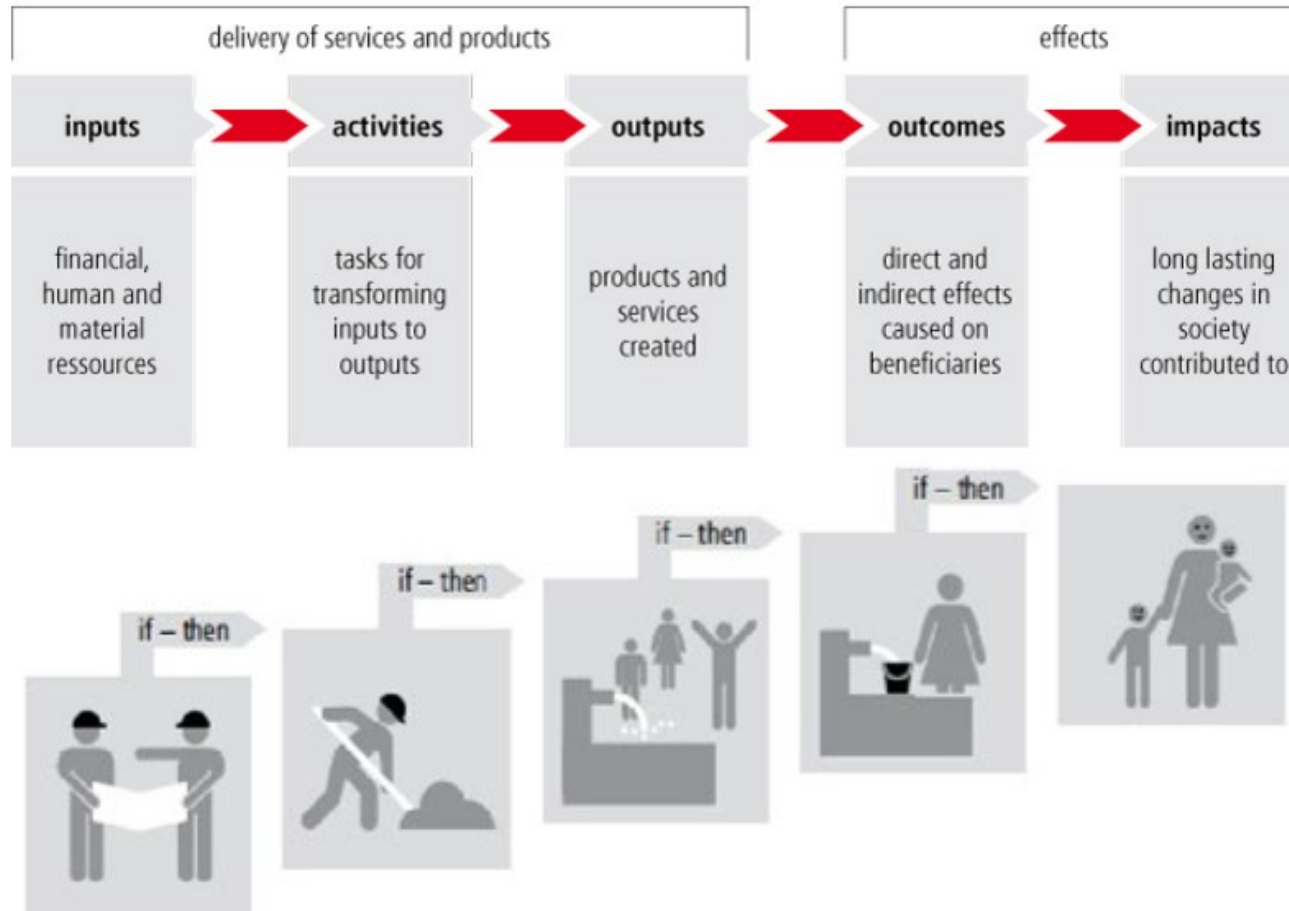 delivery of services and products
effects
inputs
activities
outputs
outcomes
impacts
financial,
human and
material
ressources
tasks for
transforming
inputs to
outputs
products and
services
created
direct and
indirect effects
caused on
beneficiaries
long lasting
changes in
society
contributed to
if – then
if – then
if – then
if – then